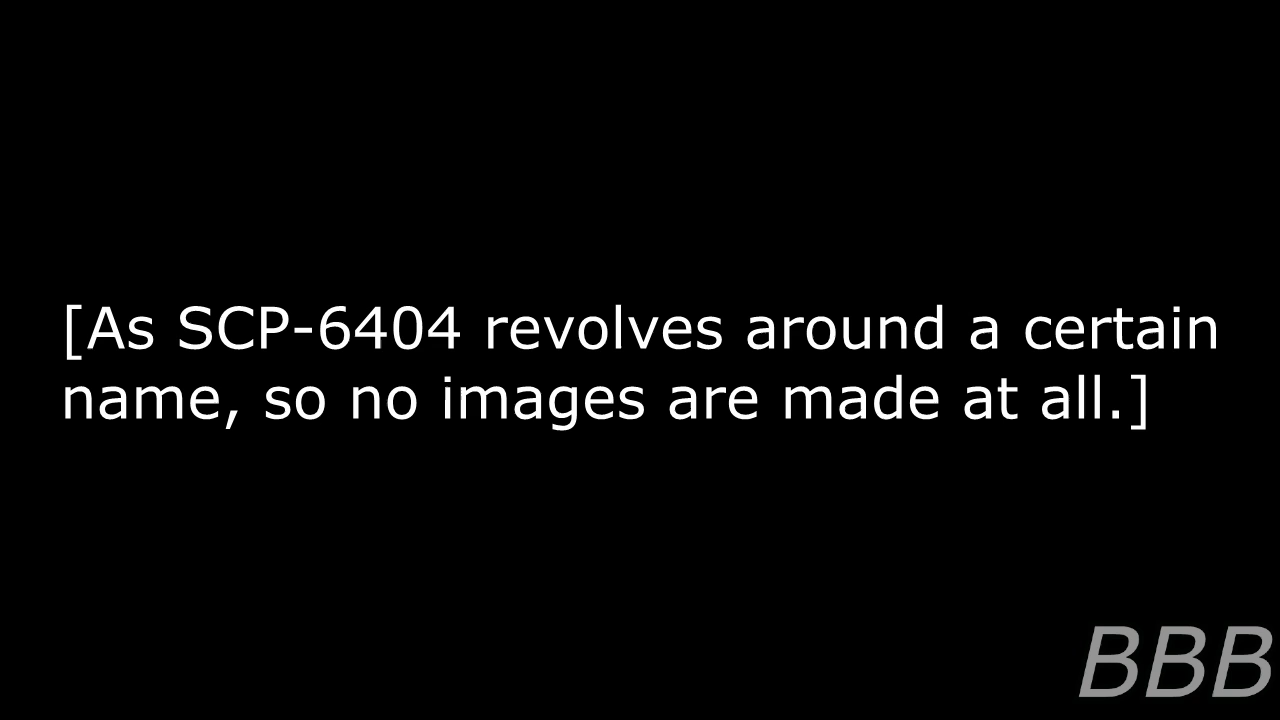 [As SCP-6404 revolves around a certain
name, so no images are made at all.]
BBB